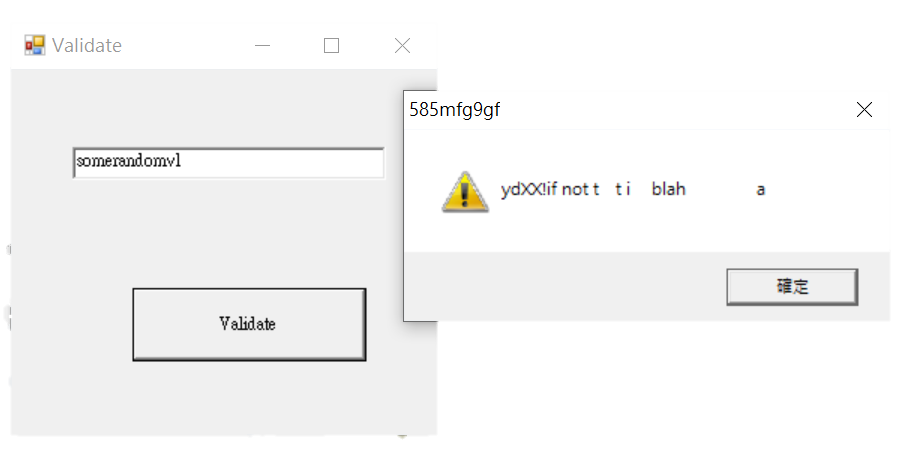 Validate
somerandomvl
Validate
585mfg9gf
ydXX!if not t t i blah a
確定